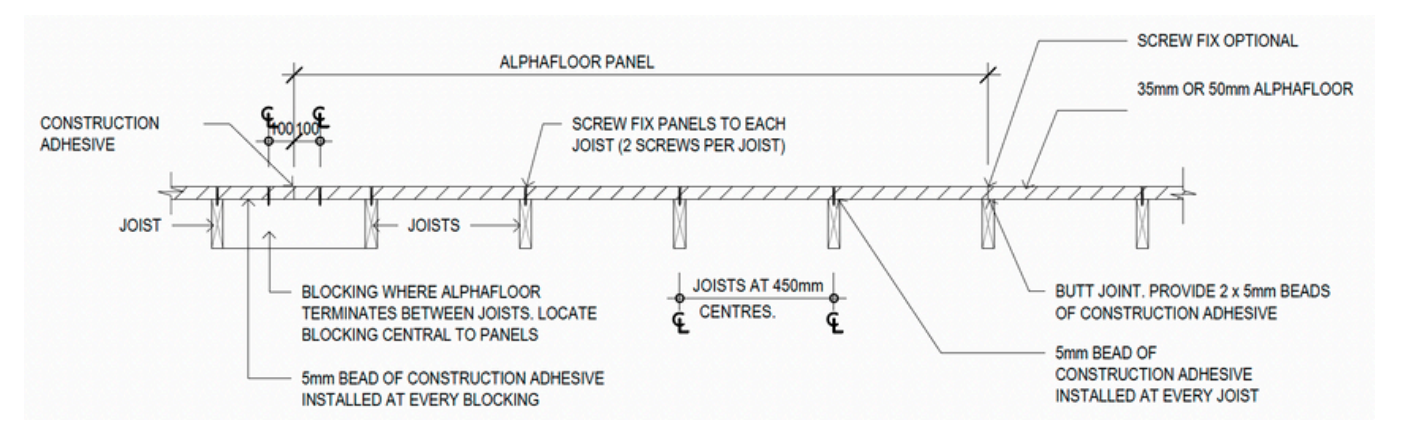 SCREW FIX OPTIONAL
ALPHAFLOOR PANEL
35mm OR 50mm ALPHAFLOOR
CONSTRUCTION
ADHESIVE
℄ ℄
100 100
SCREW FIX PANELS TO EACH
JOIST (2 SCREWS PER JOIST)
JOIST
JOISTS
BLOCKING WHERE ALPHAFLOOR
TERMINATES BETWEEN JOISTS. LOCATE
BLOCKING CENTRAL TO PANELS
JOISTS AT 450mm
CENTRES.
℄ ℄
BUTT JOINT. PROVIDE 2 x 5mm BEADS
OF CONSTRUCTION ADHESIVE
5mm BEAD OF CONSTRUCTION ADHESIVE
INSTALLED AT EVERY BLOCKING
5mm BEAD OF
CONSTRUCTION ADHESIVE
INSTALLED AT EVERY JOIST